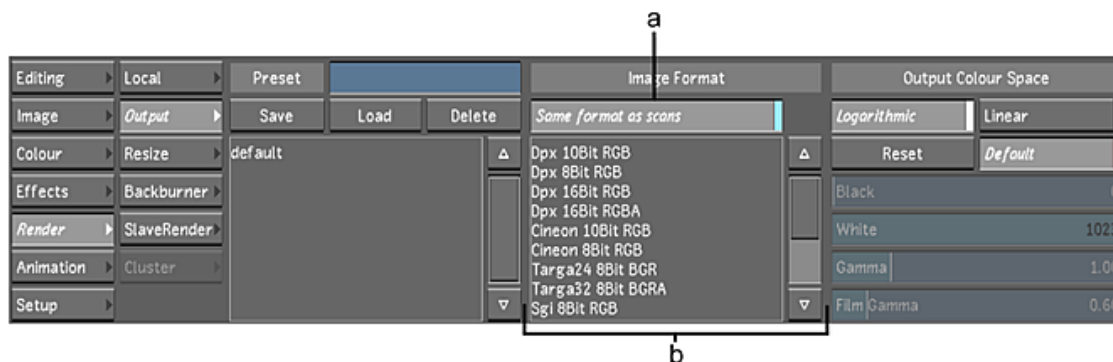 a
Editing Local Preset Image Format Output Colour Space
Image Output Save Load Delete Same format as scans Logarithmic Linear
Colour Resize default Dpx 10Bit RGB Reset Default
Dpx 8Bit RGB
Effects Backburner Dpx 16Bit RGB Black
Dpx 16Bit RGBA
Render SlaveRender Cineon 10Bit RGB White 1023
Cineon 8Bit RGB
Animation Cluster Targa24 8Bit BGR Gamma 1.00
Targa32 8Bit BGRA
Setup Sgi 8Bit RGB Film Gamma 0.60
b